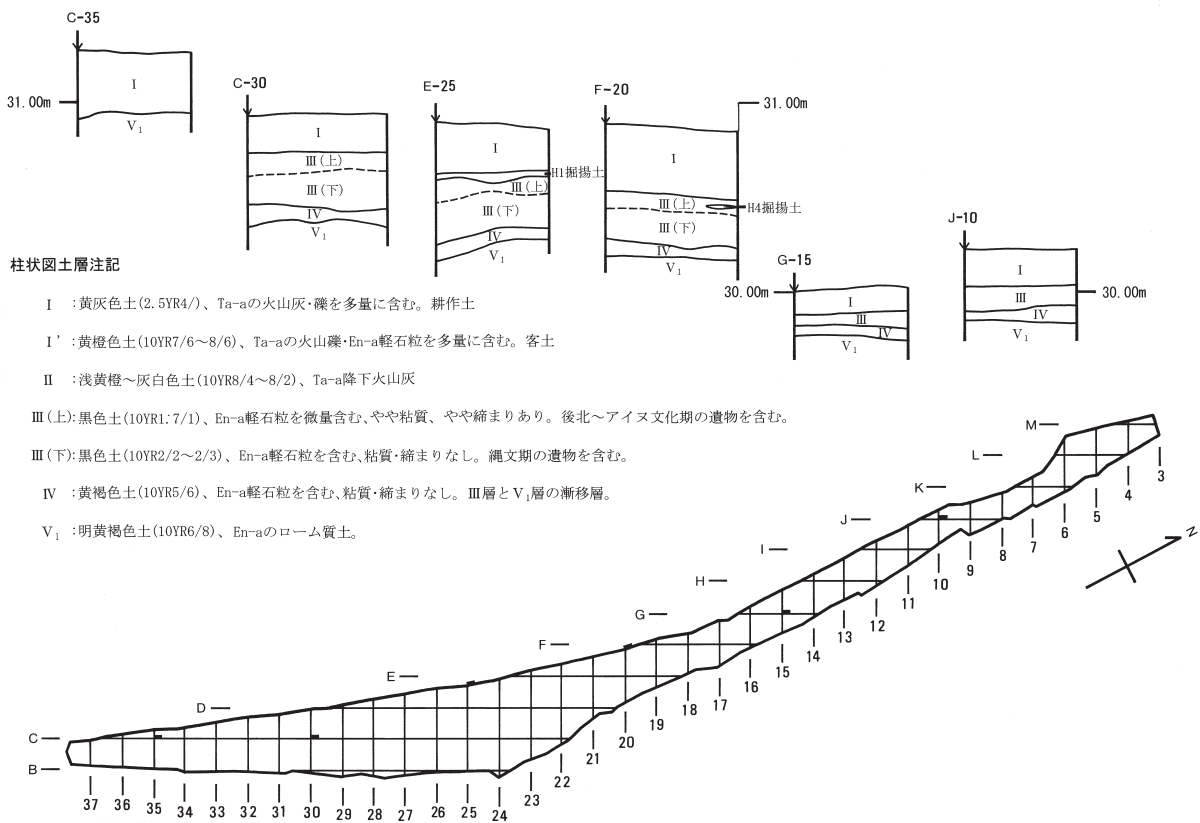 C-35
31.00m
I
V₁
C-30
I
Ⅲ(上)
Ⅲ(下)
Ⅳ
V₁
E-25
I
H1掘揚土
Ⅲ(上)
Ⅲ(下)
Ⅳ
V₁
F-20
31.00m
I
Ⅲ(上)
H4掘揚土
Ⅲ(下)
Ⅳ
V₁
G-15
30.00m
I
Ⅲ
Ⅳ
V₁
J-10
I
Ⅲ
30.00m
Ⅳ
V₁
柱状図土層注記
I :黄灰色土(2.5YR4/)、Ta-aの火山灰・礫を多量に含む。耕作土
I' :黄橙色土(10YR7/6～8/6)、Ta-aの火山礫・En-a軽石粒を多量に含む。客土
Ⅱ :浅黄橙～灰白色土(10YR8/4～8/2)、Ta-a降下火山灰
Ⅲ(上):黒色土(10YR1.7/1)、En-a軽石粒を微量含む、やや粘質、やや締まりあり。後北～アイヌ文化期の遺物を含む。
Ⅲ(下):黒色土(10YR2/2～2/3)、En-a軽石粒を含む、粘質・締まりなし。縄文期の遺物を含む。
Ⅳ :黄褐色土(10YR5/6)、En-a軽石粒を含む、粘質・締まりなし。Ⅲ層とV₁層の漸移層。
V₁ :明黄褐色土(10YR6/8)、En-aのローム質土。
M
L
K
J
I
H
G
F
E
D
C
B
N
3
4
5
6
7
8
9
10
11
12
13
14
15
16
17
18
19
20
21
22
23
24
25
26
27
28
29
30
31
32
33
34
35
36
37